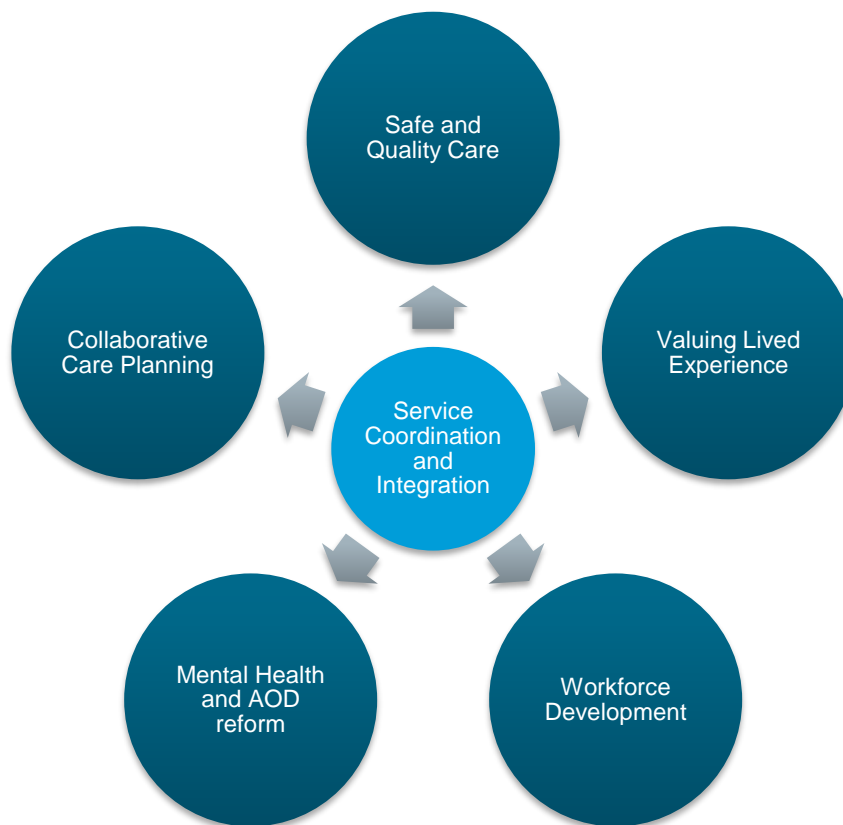 Safe and
Quality Care
Collaborative
Care Planning
Valuing Lived
Experience
Service
Coordination
and
Integration
Mental Health
and AOD
reform
Workforce
Development